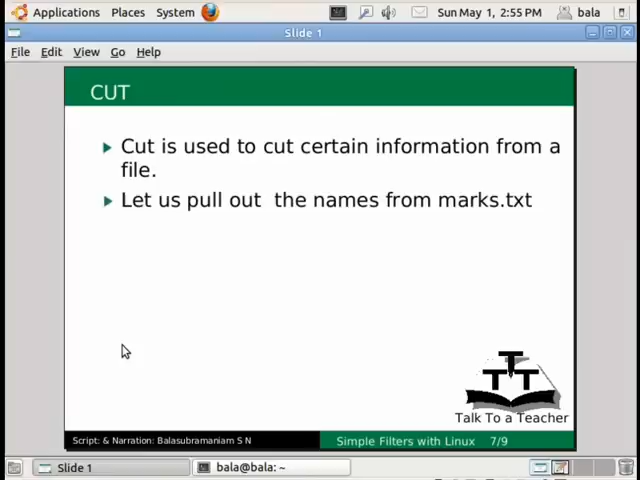 Applications Places System Sun May 1, 2:55 PM bala
Slide 1
File Edit View Go Help
CUT
Cut is used to cut certain information from a
file.
Let us pull out the names from marks.txt
T
T T
Talk To a Teacher
Script: & Narration: Balasubramaniam S N Simple Filters with Linux 7/9
Slide 1 bala@bala: ~